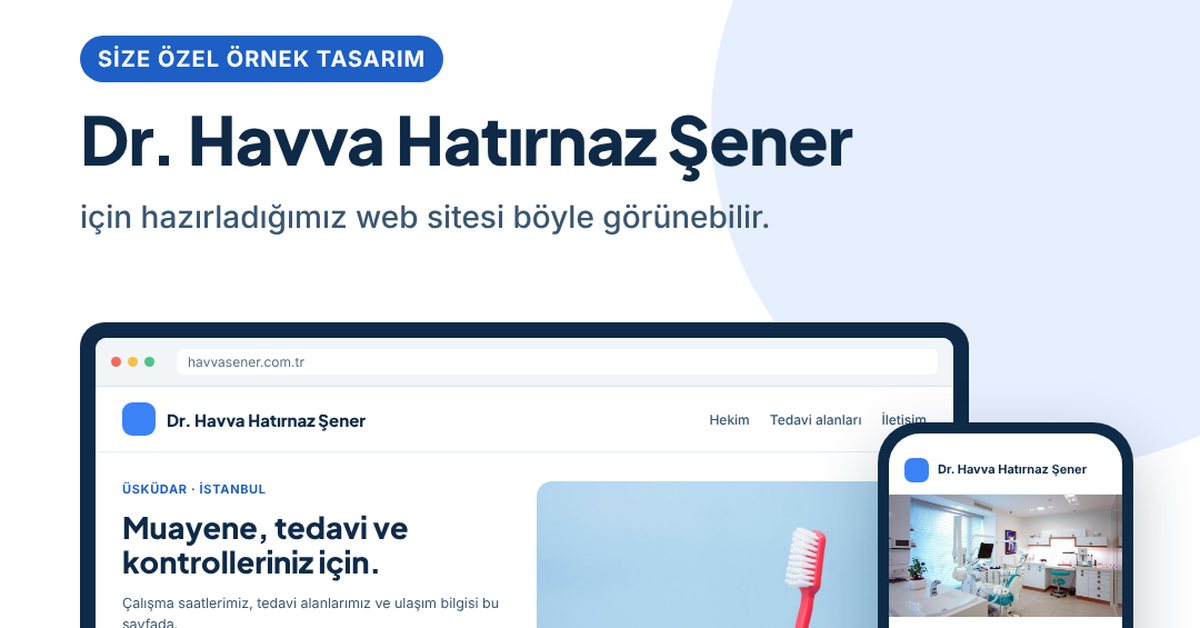 SİZE ÖZEL ÖRNEK TASARIM
Dr. Havva Hatırnaz Şener
için hazırladığımız web sitesi böyle görünebilir.
havvasener.com.tr
Dr. Havva Hatırnaz Şener
Hekim Tedavi alanları İletişim
Dr. Havva Hatırnaz Şener
ÜSKÜDAR · İSTANBUL
Muayene, tedavi ve
kontrolleriniz için.
Çalışma saatlerimiz, tedavi alanlarımız ve ulaşım bilgisi bu
sayfada.